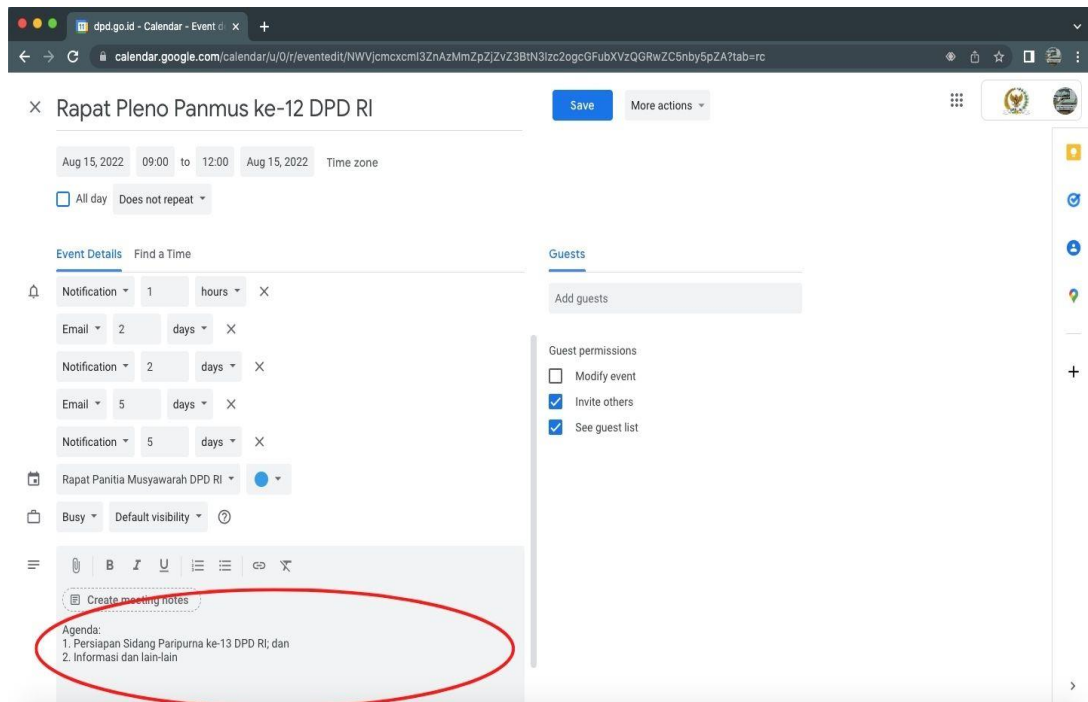 dpd.go.id - Calendar - Event d
calendar.google.com/calendar/u/0/r/eventedit/NWVjcmcxcmI3ZnAzMmZpZjZvZ3BtN3Izc2ogcGFubXVzQGRwZC5nby5pZA?tab=rc
Rapat Pleno Panmus ke-12 DPD RI
Save More actions
Aug 15, 2022 09:00 to 12:00 Aug 15, 2022 Time zone
All day Does not repeat
Event Details Find a Time
Guests
Notification 1 hours
Add guests
Email 2 days
Notification 2 days
Guest permissions
Modify event
Email 5 days
Invite others
See guest list
Notification 5 days
Rapat Panitia Musyawarah DPD RI
Busy Default visibility
B I U
Create meeting notes
Agenda:
1. Persiapan Sidang Paripurna ke-13 DPD RI; dan
2. Informasi dan lain-lain